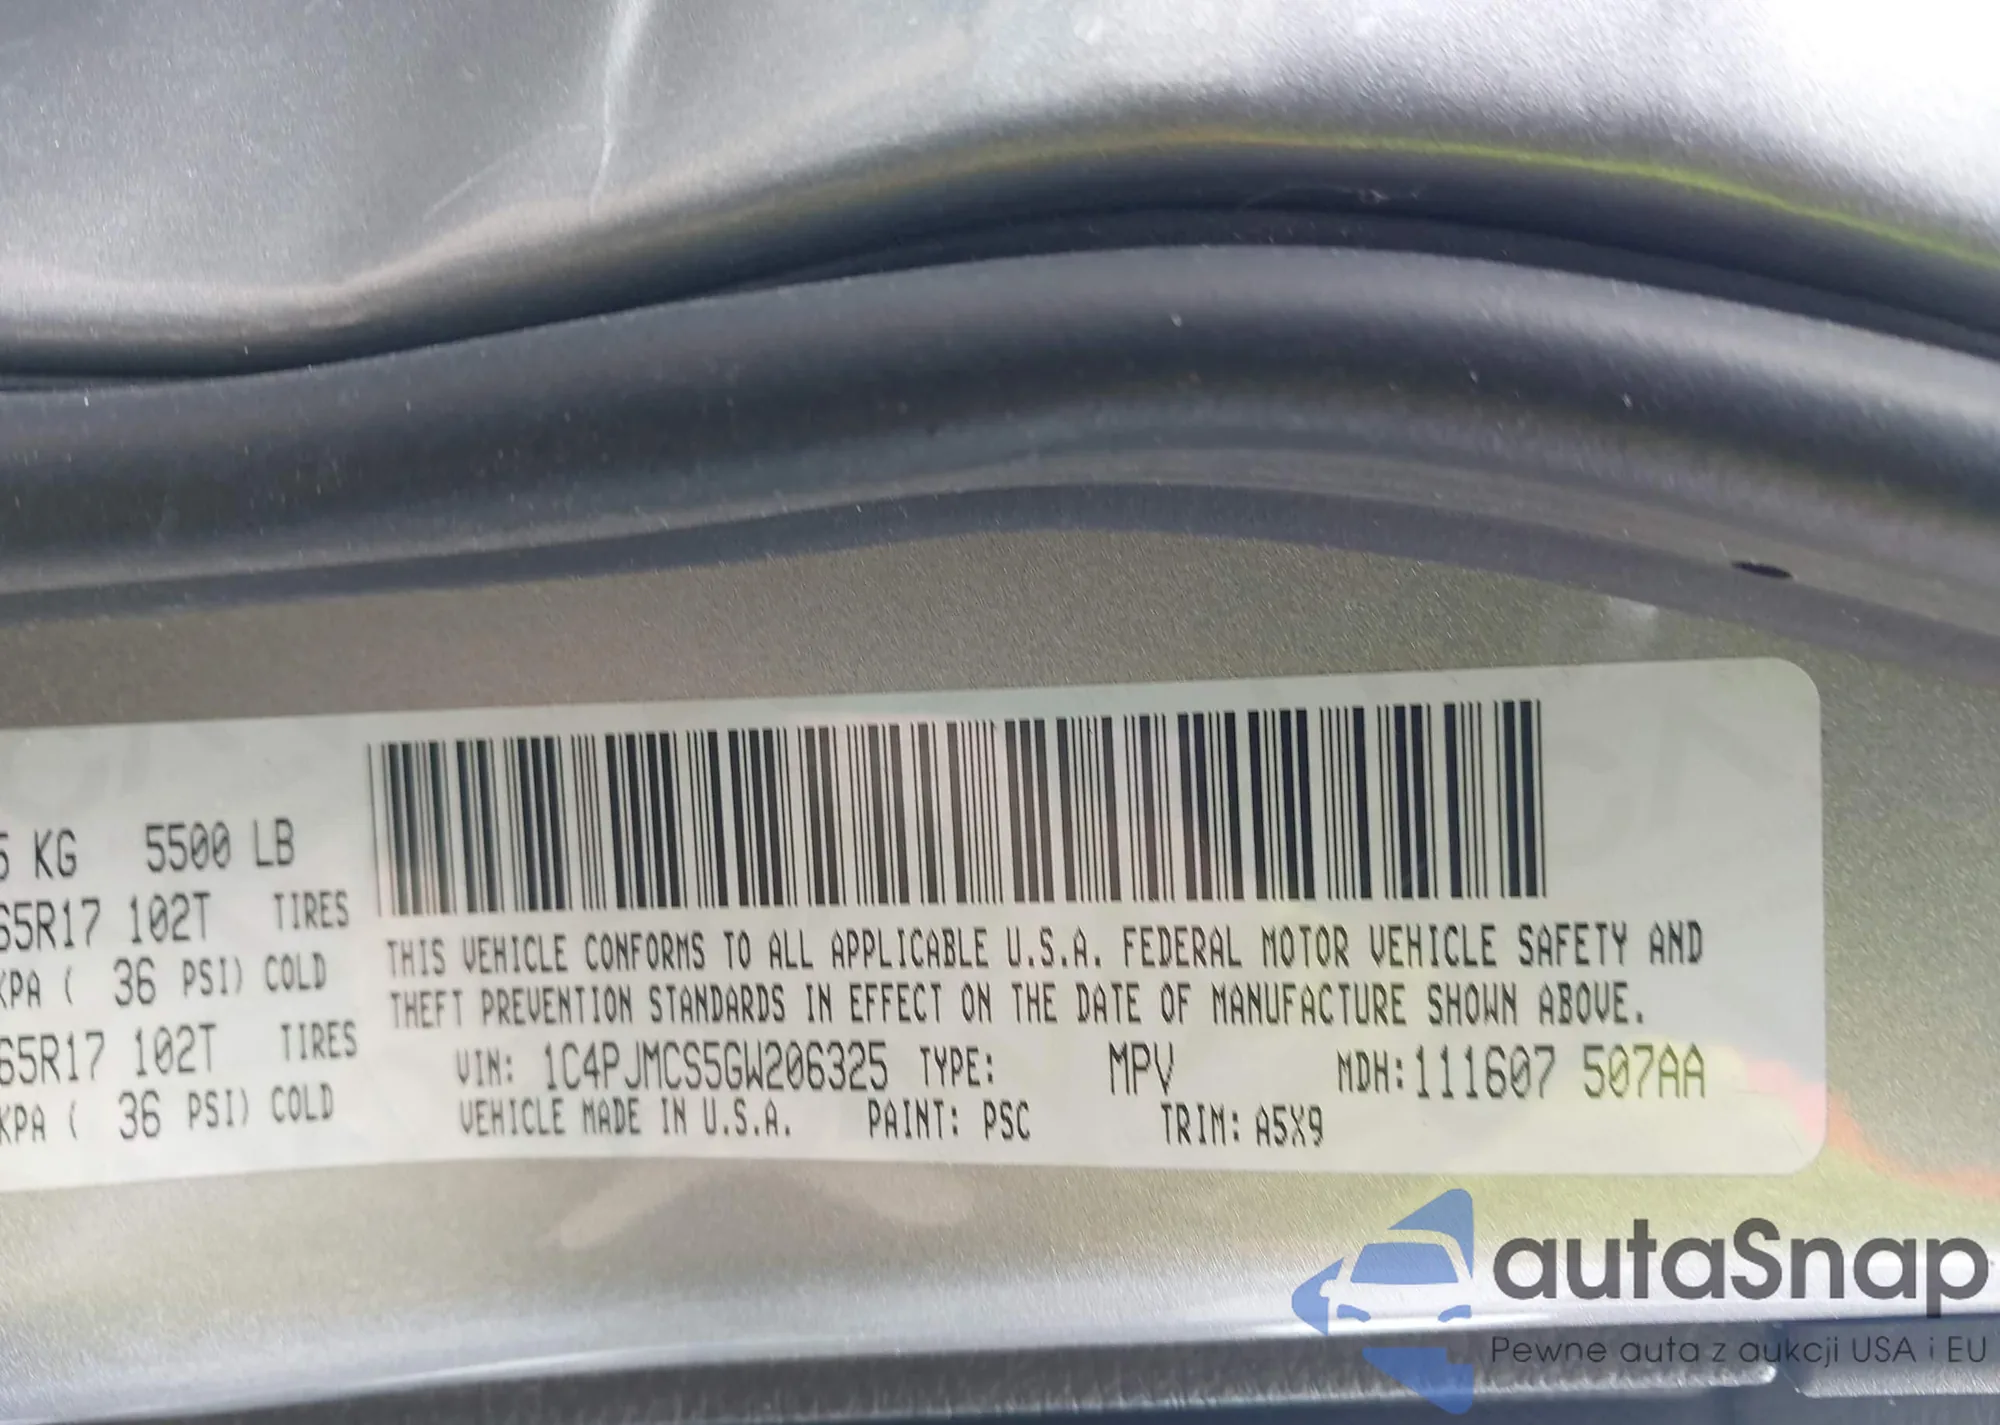 5 KG 5500 LB
65R17 102T TIRES
KPA ( 36 PSI) COLD
65R17 102T TIRES
KPA ( 36 PSI) COLD
THIS VEHICLE CONFORMS TO ALL APPLICABLE U.S.A. FEDERAL MOTOR VEHICLE SAFETY AND
THEFT PREVENTION STANDARDS IN EFFECT ON THE DATE OF MANUFACTURE SHOWN ABOVE.
VIN: 1C4PJMCS5GW206325 TYPE: MPV MDH:111607 507AA
VEHICLE MADE IN U.S.A. PAINT: PSC TRIM: A5X9
autaSnap
Pewne auta z aukcji USA i EU